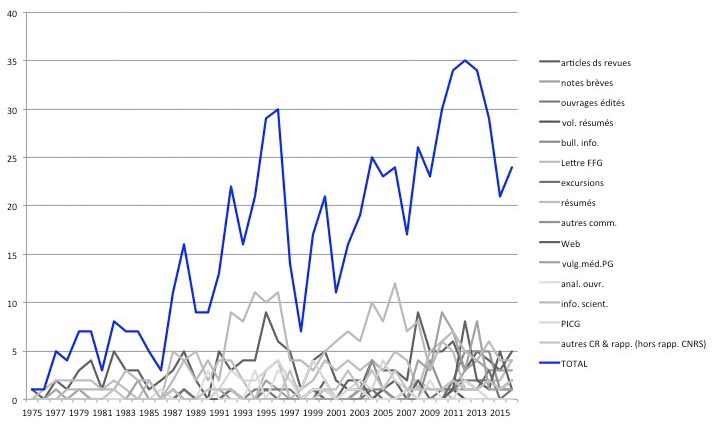 40
35
30
25
20
15
10
5
0
1975 1977 1979 1981 1983 1985 1987 1989 1991 1993 1995 1997 1999 2001 2003 2005 2007 2009 2011 2013 2015
articles ds revues
notes brèves
ouvrages édités
vol. résumés
bull. info.
Lettre FFG
excursions
résumés
autres comm.
Web
vulg.méd.PG
anal. ouvr.
info. scient.
PICG
autres CR & rapp. (hors rapp. CNRS)
TOTAL